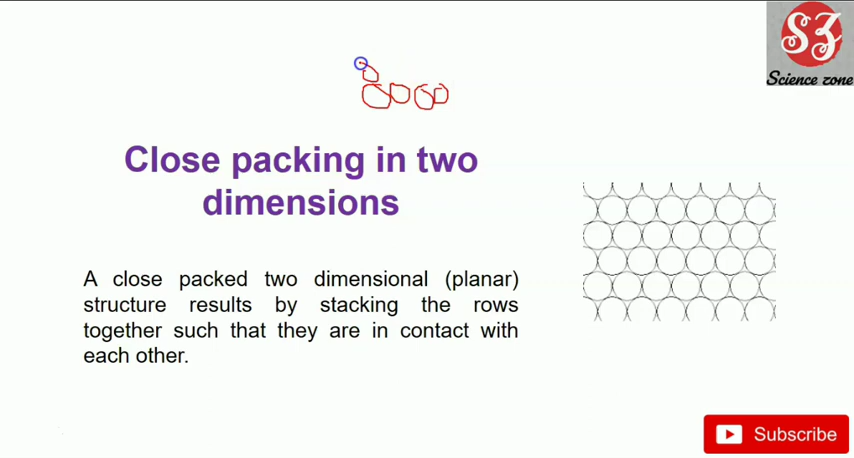 SZ
Science zone
Close packing in two
dimensions
A close packed two dimensional (planar)
structure results by stacking the rows
together such that they are in contact with
each other.
Subscribe